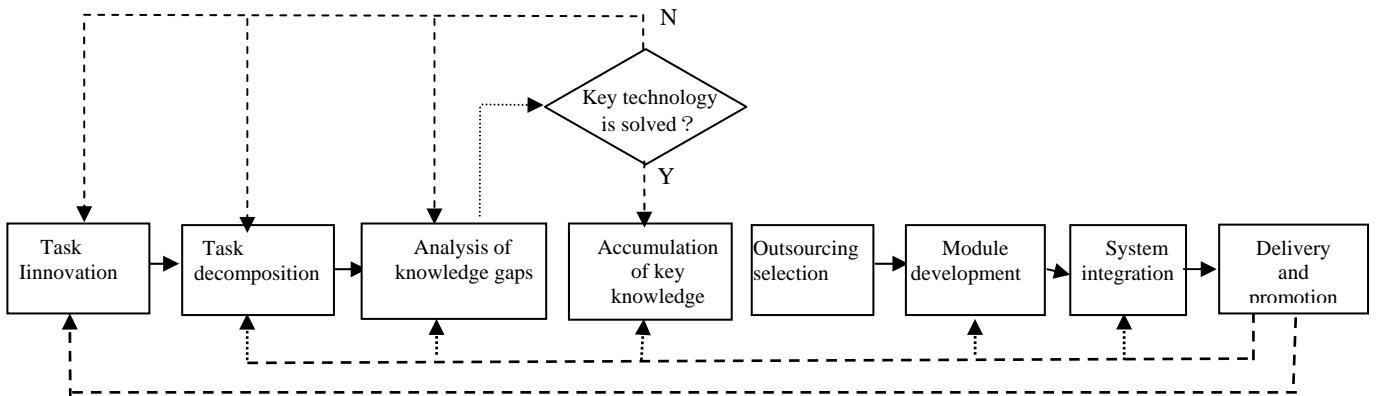 N
Key technology
is solved？
Y
Task
Iinnovation
Task
decomposition
Analysis of
knowledge gaps
Accumulation
of key
knowledge
Outsourcing
selection
Module
development
System
integration
Delivery
and
promotion